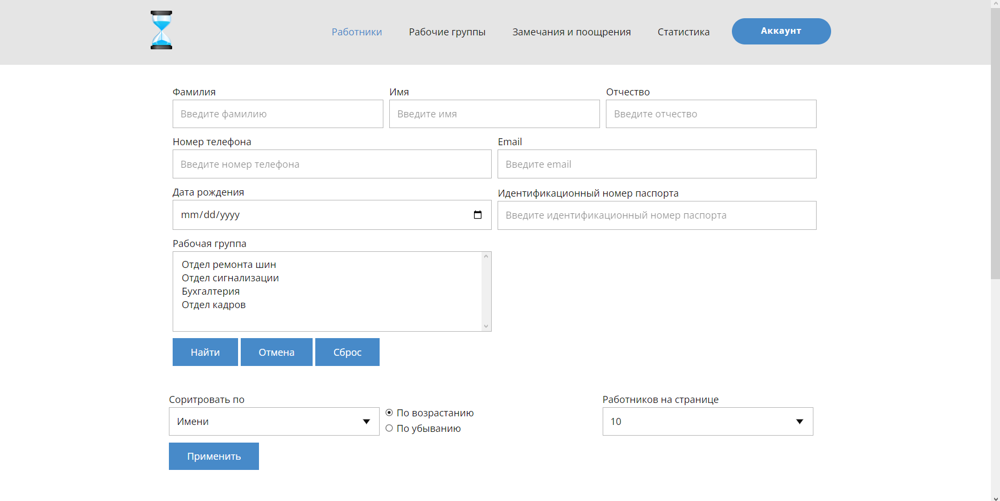 Работники Рабочие группы Замечания и поощрения Статистика Аккаунт
Фамилия Имя Отчество
Введите фамилию Введите имя Введите отчество
Номер телефона Email
Введите номер телефона Введите email
Дата рождения Идентификационный номер паспорта
mm/dd/yyyy Введите идентификационный номер паспорта
Рабочая группа
Отдел ремонта шин
Отдел сигнализации
Бухгалтерия
Отдел кадров
Найти Отмена Сброс
Соритровать по Работников на странице
По возрастанию
Имени 10
По убыванию
Применить